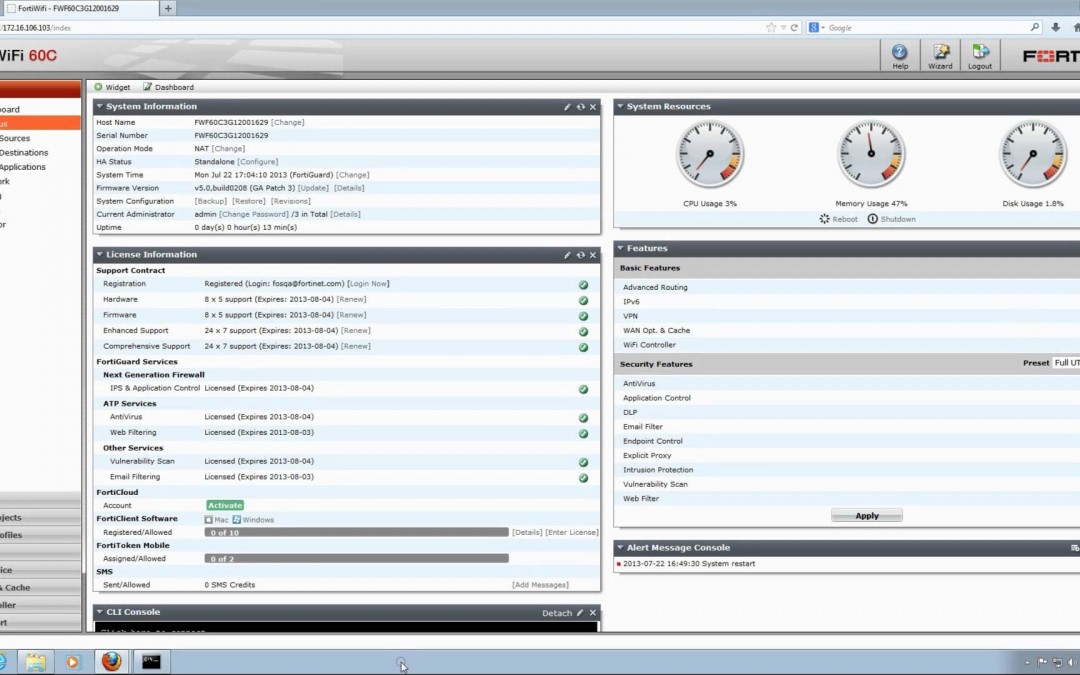 FortiWifi - FWF60C3G12001629
/172.16.106.103/index
Google
WiFi 60C
Help
Wizard
Logout
FORT
Widget
Dashboard
oard
us
Sources
Destinations
Applications
rk
or
jects
ofiles
ice
& Cache
ller
rt
System Information
Host Name FWF60C3G12001629 [Change]
Serial Number FWF60C3G12001629
Operation Mode NAT [Change]
HA Status Standalone [Configure]
System Time Mon Jul 22 17:04:10 2013 (FortiGuard) [Change]
Firmware Version v5.0,build0208 (GA Patch 3) [Update] [Details]
System Configuration [Backup] [Restore] [Revisions]
Current Administrator admin [Change Password] /3 in Total [Details]
Uptime 0 day(s) 0 hour(s) 13 min(s)
License Information
Support Contract
Registration Registered (Login: fosqa@fortinet.com) [Login Now]
Hardware 8 x 5 support (Expires: 2013-08-04) [Renew]
Firmware 8 x 5 support (Expires: 2013-08-04) [Renew]
Enhanced Support 24 x 7 support (Expires: 2013-08-04) [Renew]
Comprehensive Support 24 x 7 support (Expires: 2013-08-04) [Renew]
FortiGuard Services
Next Generation Firewall
IPS & Application Control Licensed (Expires 2013-08-04)
ATP Services
AntiVirus Licensed (Expires 2013-08-04)
Web Filtering Licensed (Expires 2013-08-03)
Other Services
Vulnerability Scan Licensed (Expires 2013-08-04)
Email Filtering Licensed (Expires 2013-08-03)
FortiCloud
Account Activate
FortiClient Software Mac Windows
Registered/Allowed 0 of 10 [Details] [Enter License]
FortiToken Mobile
Assigned/Allowed 0 of 2
SMS
Sent/Allowed 0 SMS Credits [Add Messages]
CLI Console Detach
System Resources
CPU Usage 3% Memory Usage 47% Disk Usage 1.8%
Reboot Shutdown
Features
Basic Features
Advanced Routing
IPv6
VPN
WAN Opt. & Cache
WiFi Controller
Security Features Preset Full UT
AntiVirus
Application Control
DLP
Email Filter
Endpoint Control
Explicit Proxy
Intrusion Protection
Vulnerability Scan
Web Filter
Apply
Alert Message Console
2013-07-22 16:49:30 System restart